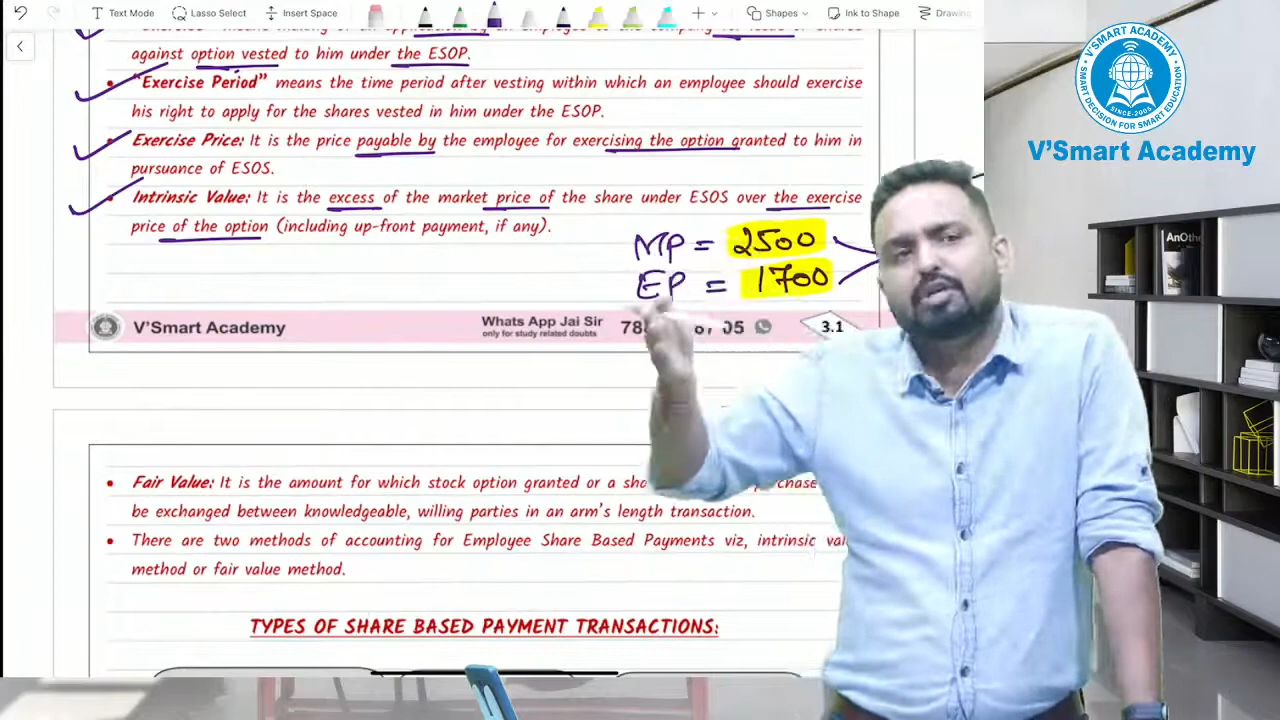 Text Mode Lasso Select Insert Space Shapes Ink to Shape Drawing
against option vested to him under the ESOP.
• "Exercise Period" means the time period after vesting within which an employee should exercise
his right to apply for the shares vested in him under the ESOP.
• Exercise Price: It is the price payable by the employee for exercising the option granted to him in
pursuance of ESOS.
• Intrinsic Value: It is the excess of the market price of the share under ESOS over the exercise
price of the option (including up-front payment, if any).
MP = 2500
EP = 1700
V'Smart Academy Whats App Jai Sir 3.1
only for study related doubts
• Fair Value: It is the amount for which stock option granted or a
be exchanged between knowledgeable, willing parties in an arm's length transaction.
• There are two methods of accounting for Employee Share Based Payments viz, intrinsic
method or fair value method.
TYPES OF SHARE BASED PAYMENT TRANSACTIONS:
V'SMART ACADEMY
SINCE-2005
SMART DECISION FOR SMART EDUCATION
V'Smart Academy